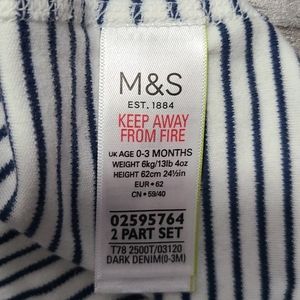 M&S
EST. 1884
KEEP AWAY
FROM FIRE
UK AGE 0-3 MONTHS
WEIGHT 6kg/13lb 4oz
HEIGHT 62cm 24½in
EUR • 62
CN • 59/40
02595764
2 PART SET
T78 2500T/03120
DARK DENIM(0-3M)